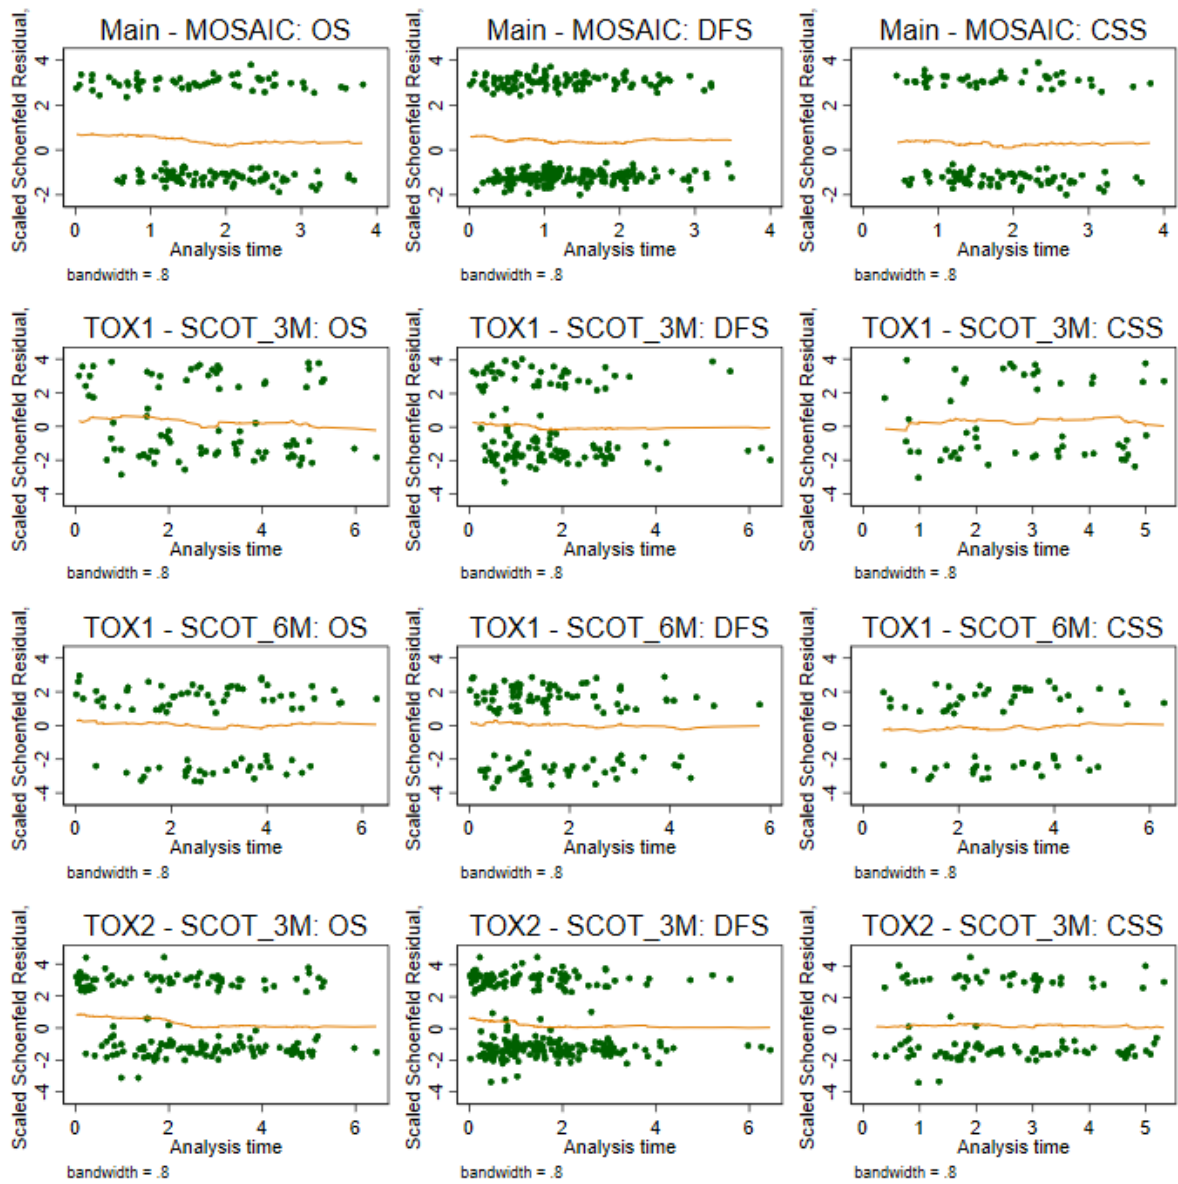 Main - MOSAIC: OS
Scaled Schoenfeld Residual,
4
2
0
-2
0 1 2 3 4
Analysis time
bandwidth = .8
Main - MOSAIC: DFS
Scaled Schoenfeld Residual,
4
2
0
-2
0 1 2 3 4
Analysis time
bandwidth = .8
Main - MOSAIC: CSS
Scaled Schoenfeld Residual,
4
2
0
-2
0 1 2 3 4
Analysis time
bandwidth = .8
TOX1 - SCOT_3M: OS
Scaled Schoenfeld Residual,
4
2
0
-2
-4
0 2 4 6
Analysis time
bandwidth = .8
TOX1 - SCOT_3M: DFS
Scaled Schoenfeld Residual,
4
2
0
-2
-4
0 2 4 6
Analysis time
bandwidth = .8
TOX1 - SCOT_3M: CSS
Scaled Schoenfeld Residual,
4
2
0
-2
-4
0 1 2 3 4 5
Analysis time
bandwidth = .8
TOX1 - SCOT_6M: OS
Scaled Schoenfeld Residual,
4
2
0
-2
-4
0 2 4 6
Analysis time
bandwidth = .8
TOX1 - SCOT_6M: DFS
Scaled Schoenfeld Residual,
4
2
0
-2
-4
0 2 4 6
Analysis time
bandwidth = .8
TOX1 - SCOT_6M: CSS
Scaled Schoenfeld Residual,
4
2
0
-2
-4
0 2 4 6
Analysis time
bandwidth = .8
TOX2 - SCOT_3M: OS
Scaled Schoenfeld Residual,
4
2
0
-2
-4
0 2 4 6
Analysis time
bandwidth = .8
TOX2 - SCOT_3M: DFS
Scaled Schoenfeld Residual,
4
2
0
-2
-4
0 2 4 6
Analysis time
bandwidth = .8
TOX2 - SCOT_3M: CSS
Scaled Schoenfeld Residual,
4
2
0
-2
-4
0 1 2 3 4 5
Analysis time
bandwidth = .8